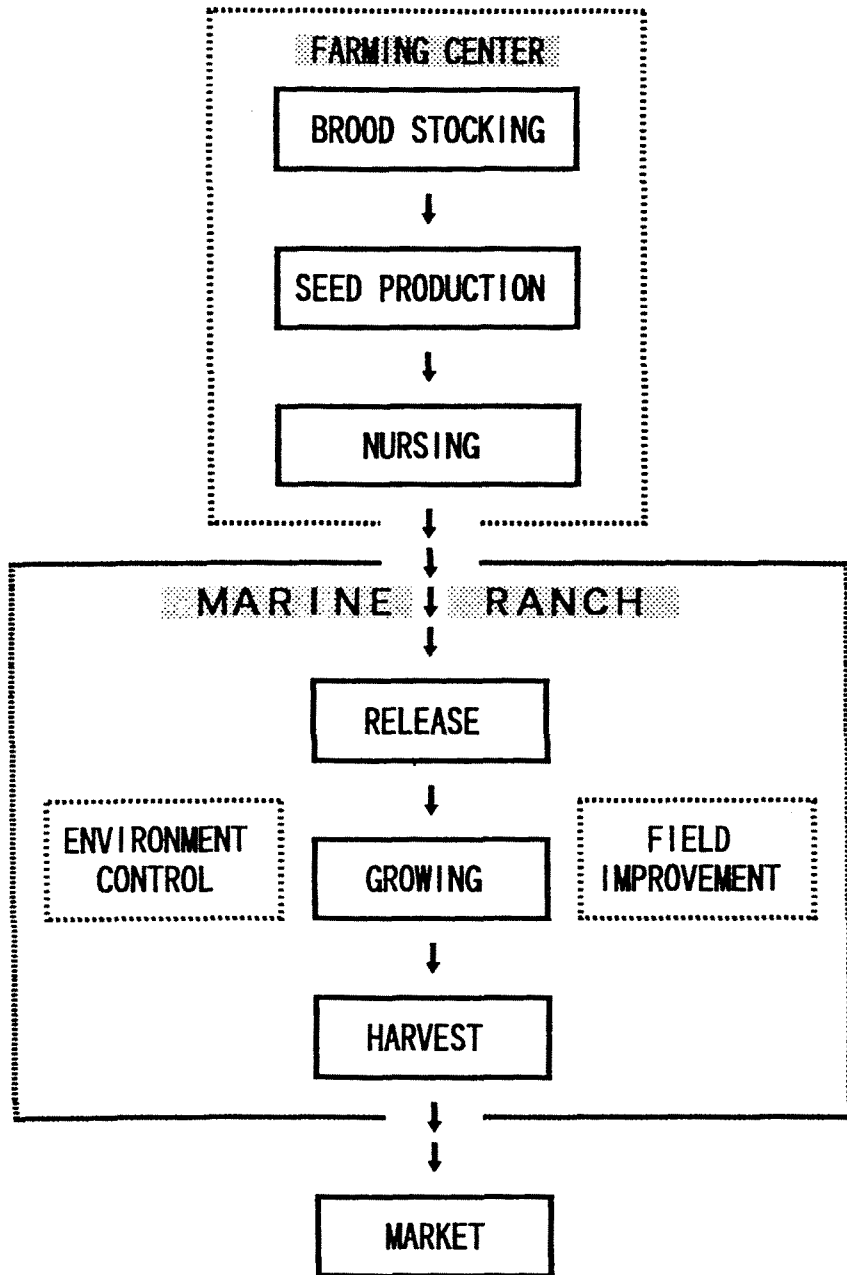 FARMING CENTER
BROOD STOCKING
SEED PRODUCTION
NURSING
MARINE RANCH
RELEASE
ENVIRONMENT
CONTROL
GROWING
FIELD
IMPROVEMENT
HARVEST
MARKET